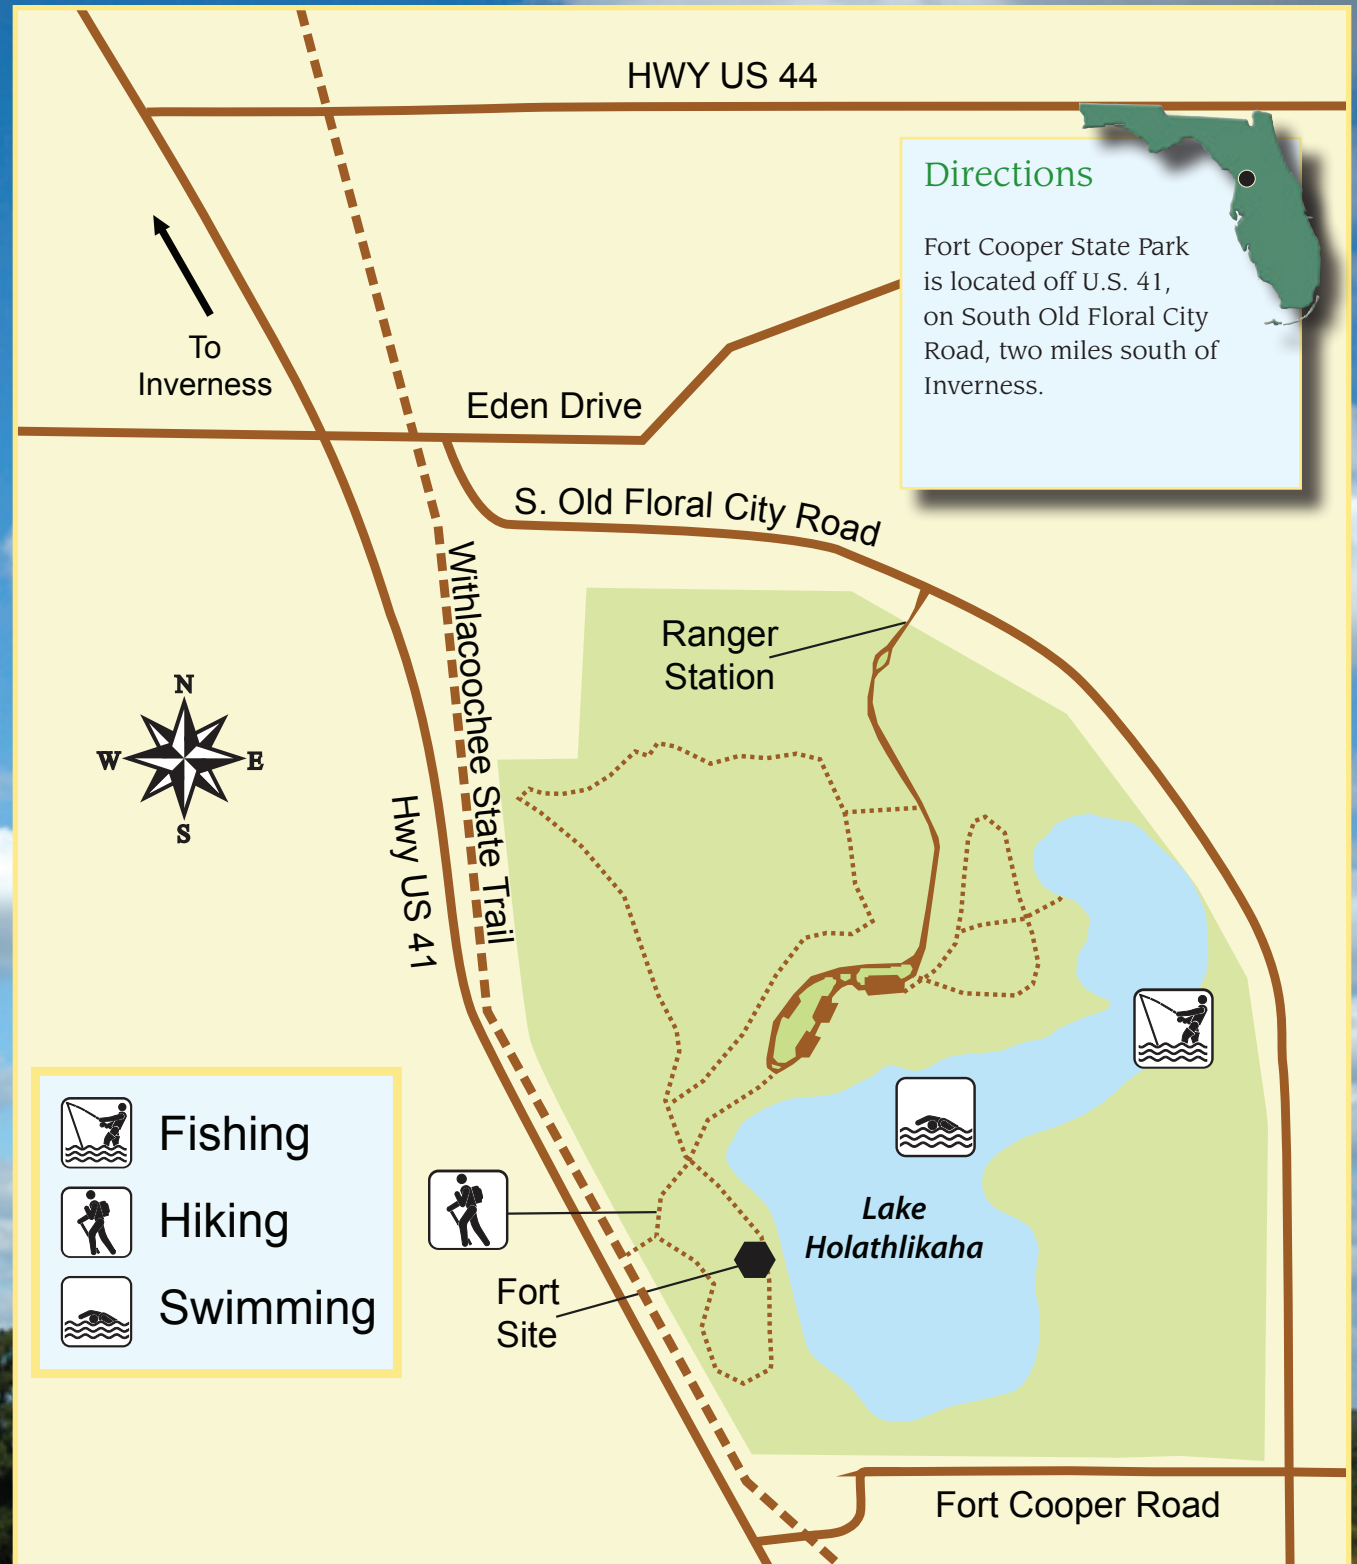 HWY US 44
Directions
Fort Cooper State Park
is located off U.S. 41,
on South Old Floral City
Road, two miles south of
Inverness.
To
Inverness
Eden Drive
S. Old Floral City Road
Withlacoochee State Trail
Ranger
Station
N
W
E
S
Hwy US 41
Fishing
Hiking
Swimming
Lake
Holathlikaha
Fort
Site
Fort Cooper Road